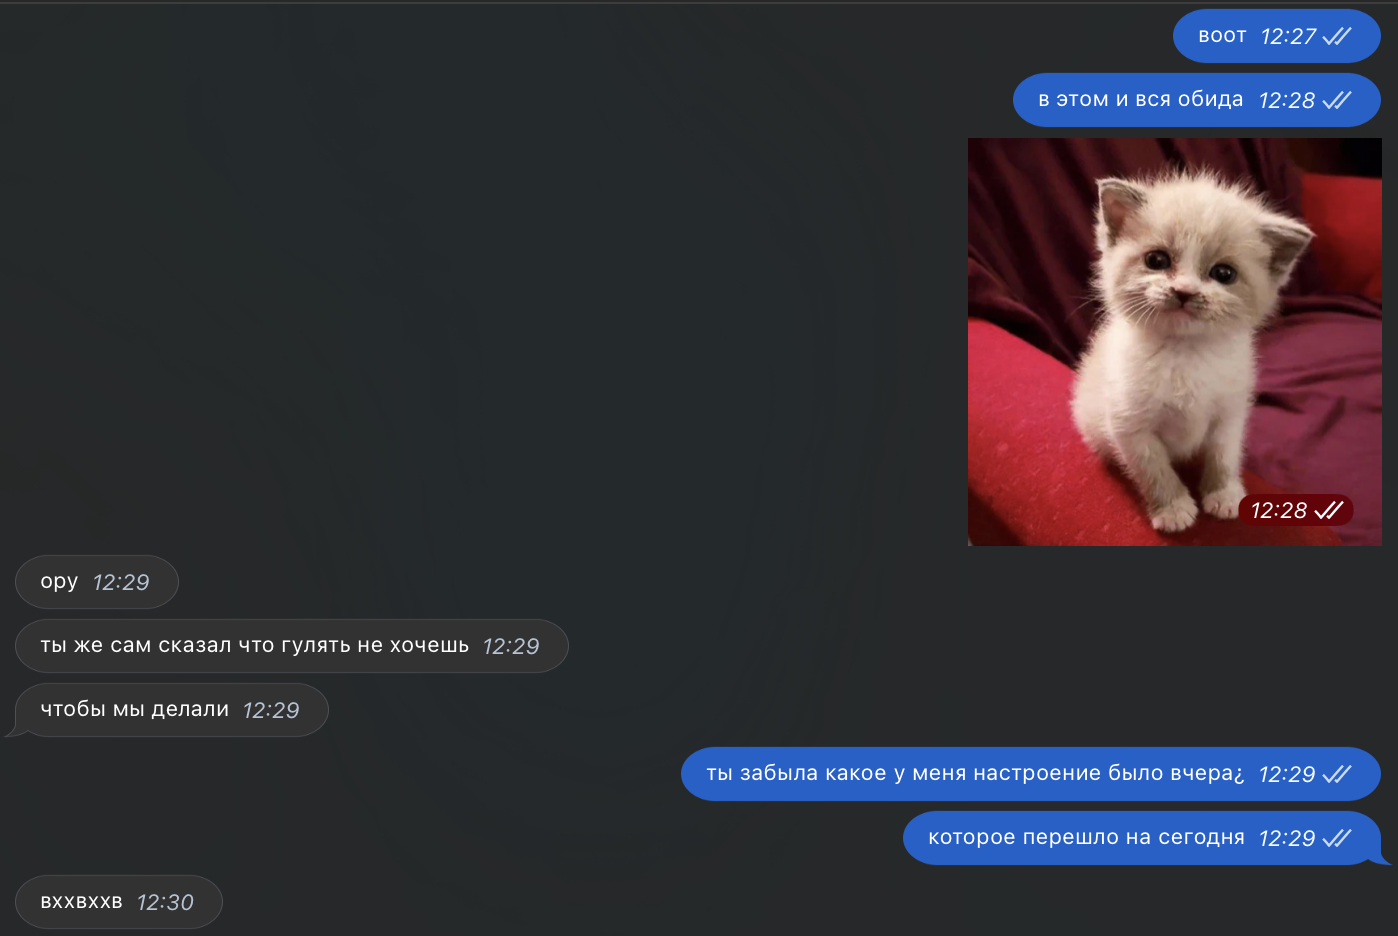 воот 12:27
в этом и вся обида 12:28
12:28
ору 12:29
ты же сам сказал что гулять не хочешь 12:29
чтобы мы делали 12:29
ты забыла какое у меня настроение было вчера¿ 12:29
которое перешло на сегодня 12:29
вххвххв 12:30